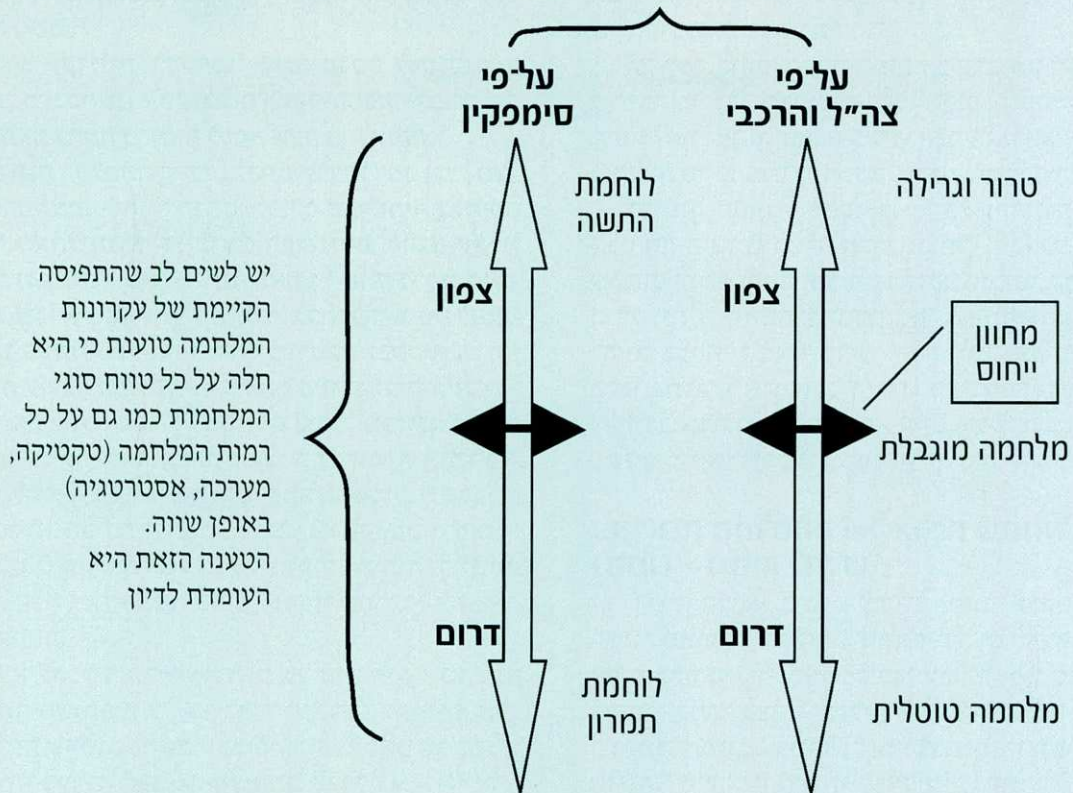 על־פי
צה"ל והרכבי
על־פי
סימפקין
טרור וגרילה
צפון
מחוון
ייחוס
מלחמה מוגבלת
דרום
מלחמה טוטלית
לוחמת
התשה
צפון
דרום
לוחמת
תמרון
יש לשים לב שהתפיסה
הקיימת של עקרונות
המלחמה טוענת כי היא
חלה על כל טווח סוגי
המלחמות כמו גם על כל
רמות המלחמה (טקטיקה,
מערכה, אסטרטגיה)
באופן שווה.
הטענה הזאת היא
העומדת לדיון